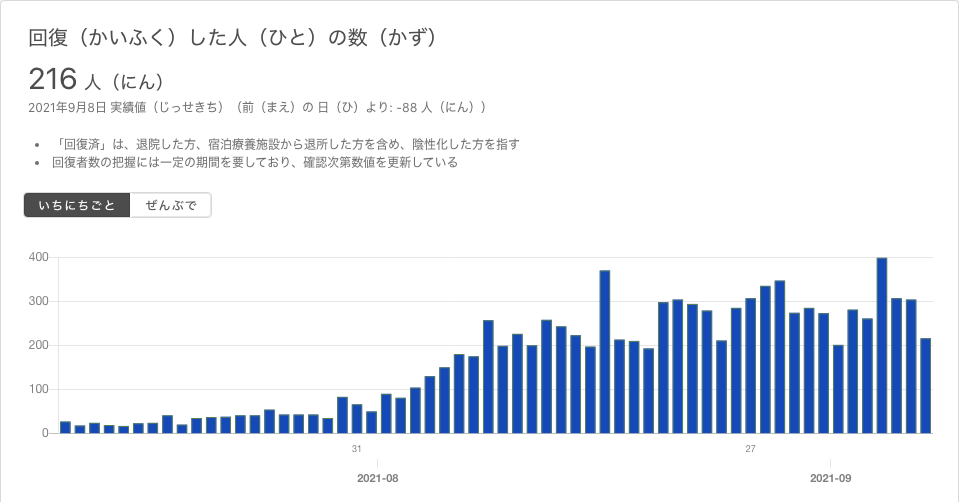 回復（かいふく）した人（ひと）の数（かず）
216 人（にん）
2021年9月8日 実績値（じっせきち）（前（まえ）の 日（ひ）より: -88 人（にん））
• 「回復済」は、退院した方、宿泊療養施設から退所した方を含め、陰性化した方を指す
• 回復者数の把握には一定の期間を要しており、確認次第数値を更新している
いちにちごと ぜんぶで
400
300
200
100
0
31 27
2021-08 2021-09